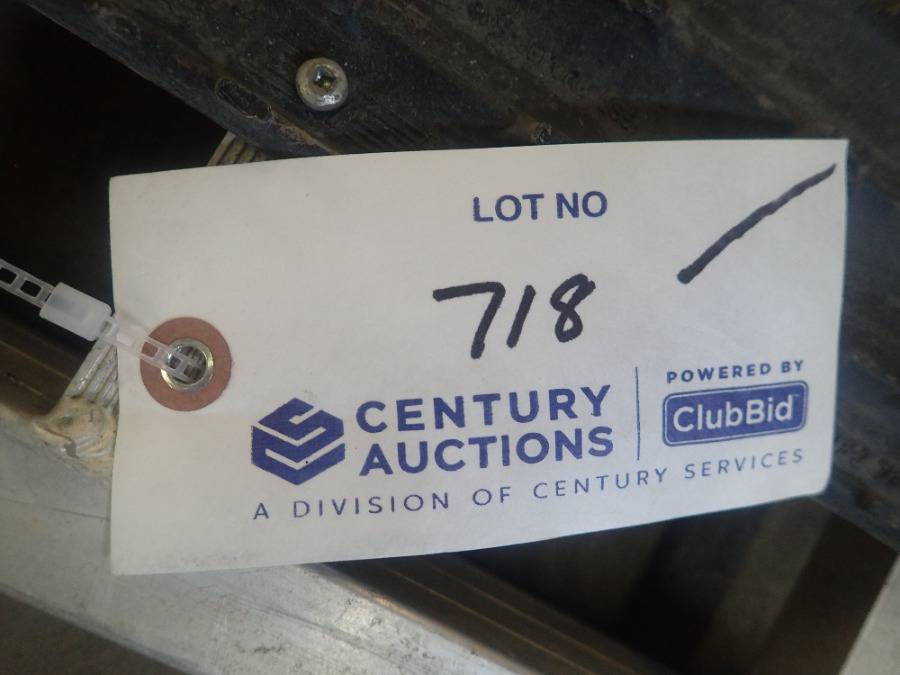 LOT NO
718
CENTURY
AUCTIONS
POWERED BY
ClubBid
A DIVISION OF CENTURY SERVICES